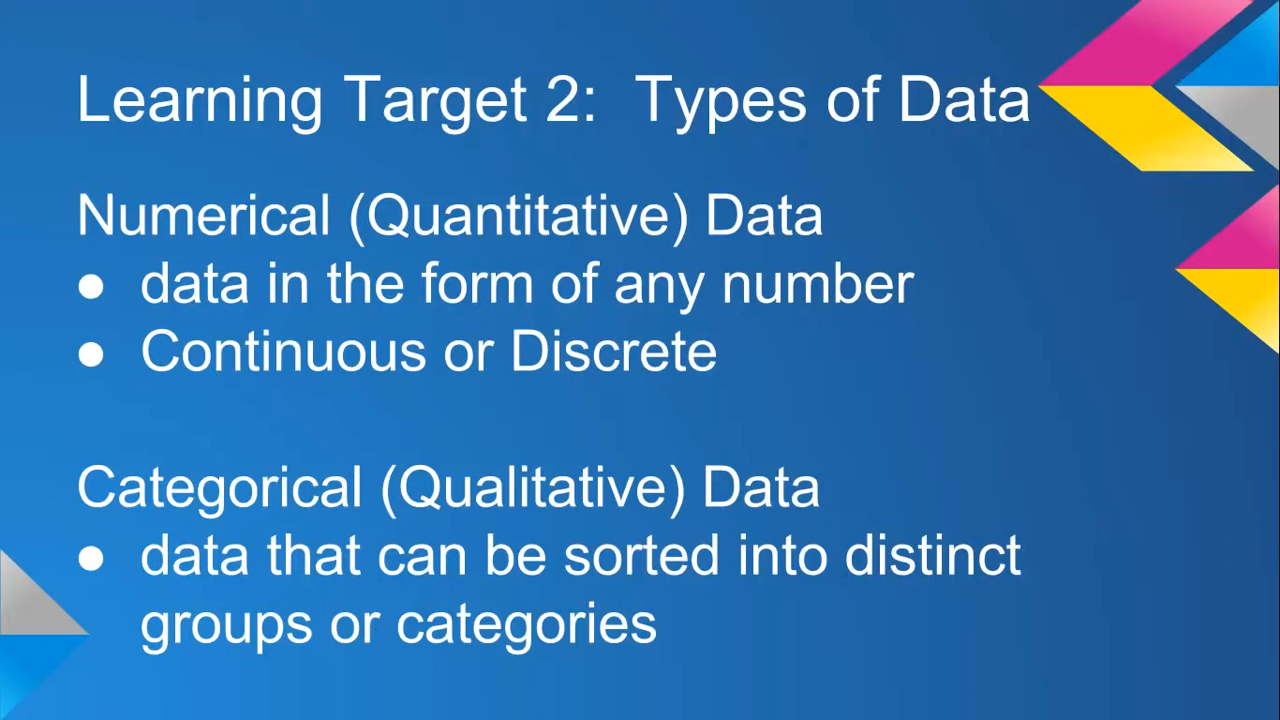 Learning Target 2: Types of Data
Numerical (Quantitative) Data
● data in the form of any number
● Continuous or Discrete
Categorical (Qualitative) Data
● data that can be sorted into distinct
groups or categories